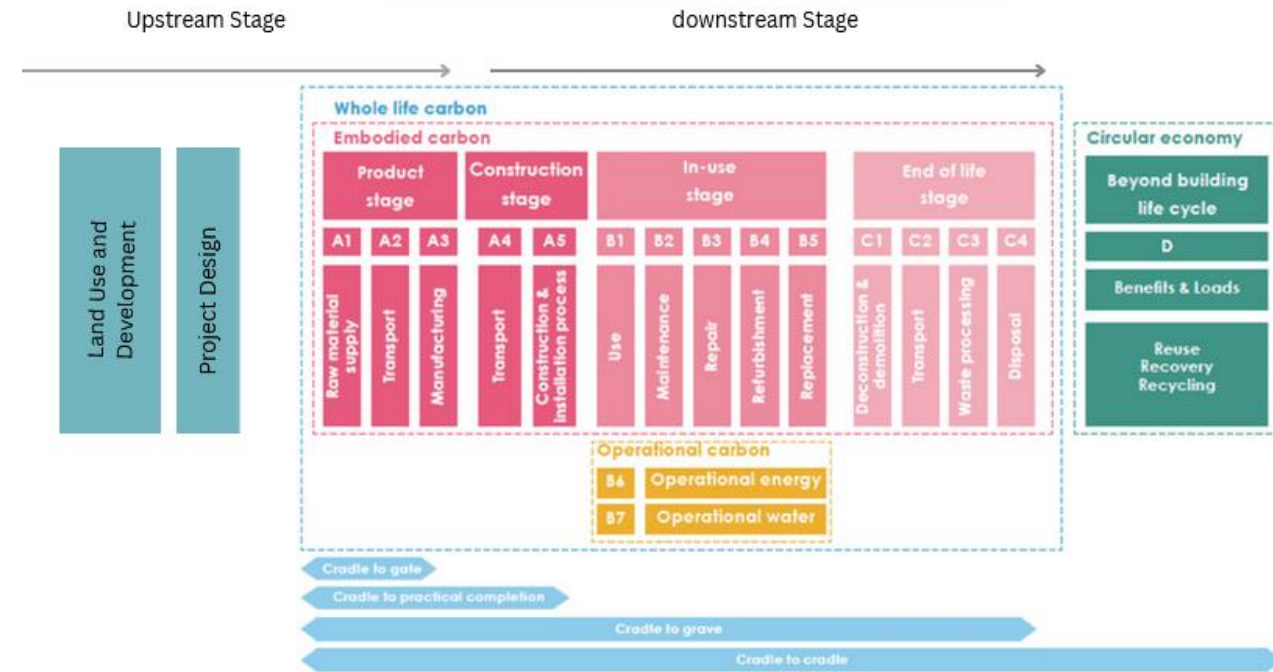 Upstream Stage
downstream Stage
Land Use and
Development
Project Design
Whole life carbon
Embodied carbon
Product
stage
Construction
stage
In-use
stage
End of life
stage
A1
A2
A3
A4
A5
B1
B2
B3
B4
B5
C1
C2
C3
C4
Raw material
supply
Transport
Manufacturing
Transport
Construction &
installation process
Use
Maintenance
Repair
Refurbishment
Replacement
Deconstruction &
demolition
Transport
Waste processing
Disposal
Operational carbon
B6
Operational energy
B7
Operational water
Circular economy
Beyond building
life cycle
D
Benefits & Loads
Reuse
Recovery
Recycling
Cradle to gate
Cradle to practical completion
Cradle to grave
Cradle to cradle